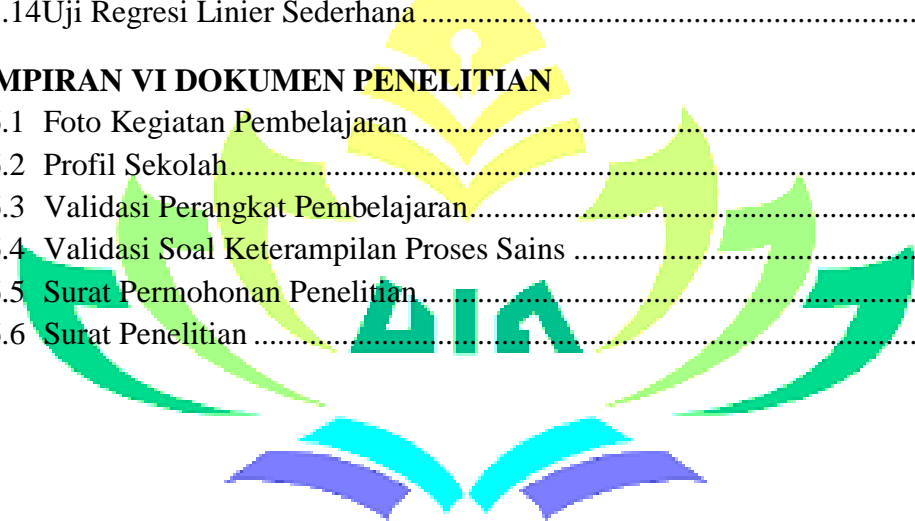 .14Uji Regresi Linier Sederhana ........................................................................
MPIRAN VI DOKUMEN PENELITIAN
.1 Foto Kegiatan Pembelajaran ........................................................................
.2 Profil Sekolah........................................................................
.3 Validasi Perangkat Pembelajaran........................................................................
.4 Validasi Soal Keterampilan Proses Sains ........................................................................
.5 Surat Permohonan Penelitian........................................................................
.6 Surat Penelitian ........................................................................